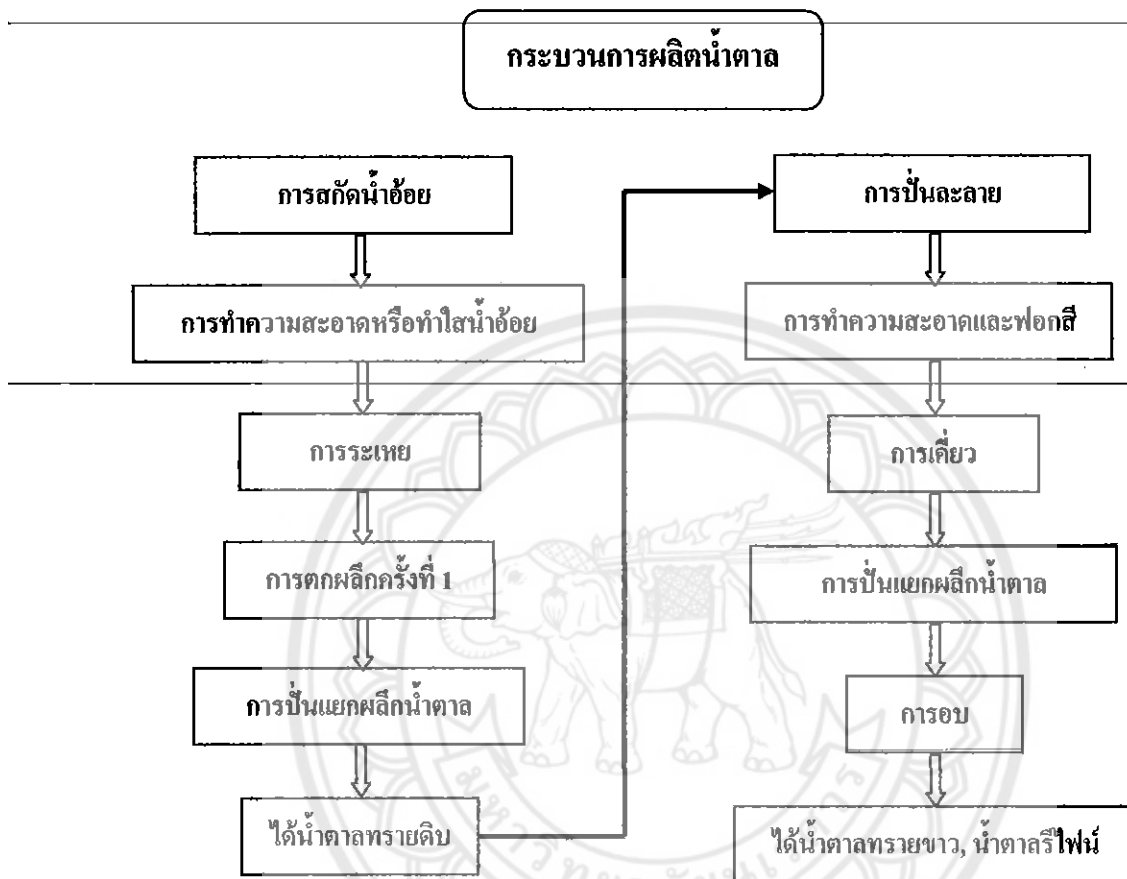 กระบวนการผลิตน้ำตาล
การสกัดน้ำอ้อย
การทำความสะอาดหรือทำใสน้ำอ้อย
การระเหย
การตกผลึกครั้งที่ 1
การปั่นแยกผลึกน้ำตาล
ได้น้ำตาลทรายดิบ
การปั่นละลาย
การทำความสะอาดและฟอกสี
การเคี่ยว
การปั่นแยกผลึกน้ำตาล
การอบ
ได้น้ำตาลทรายขาว, น้ำตาลรีไฟน์